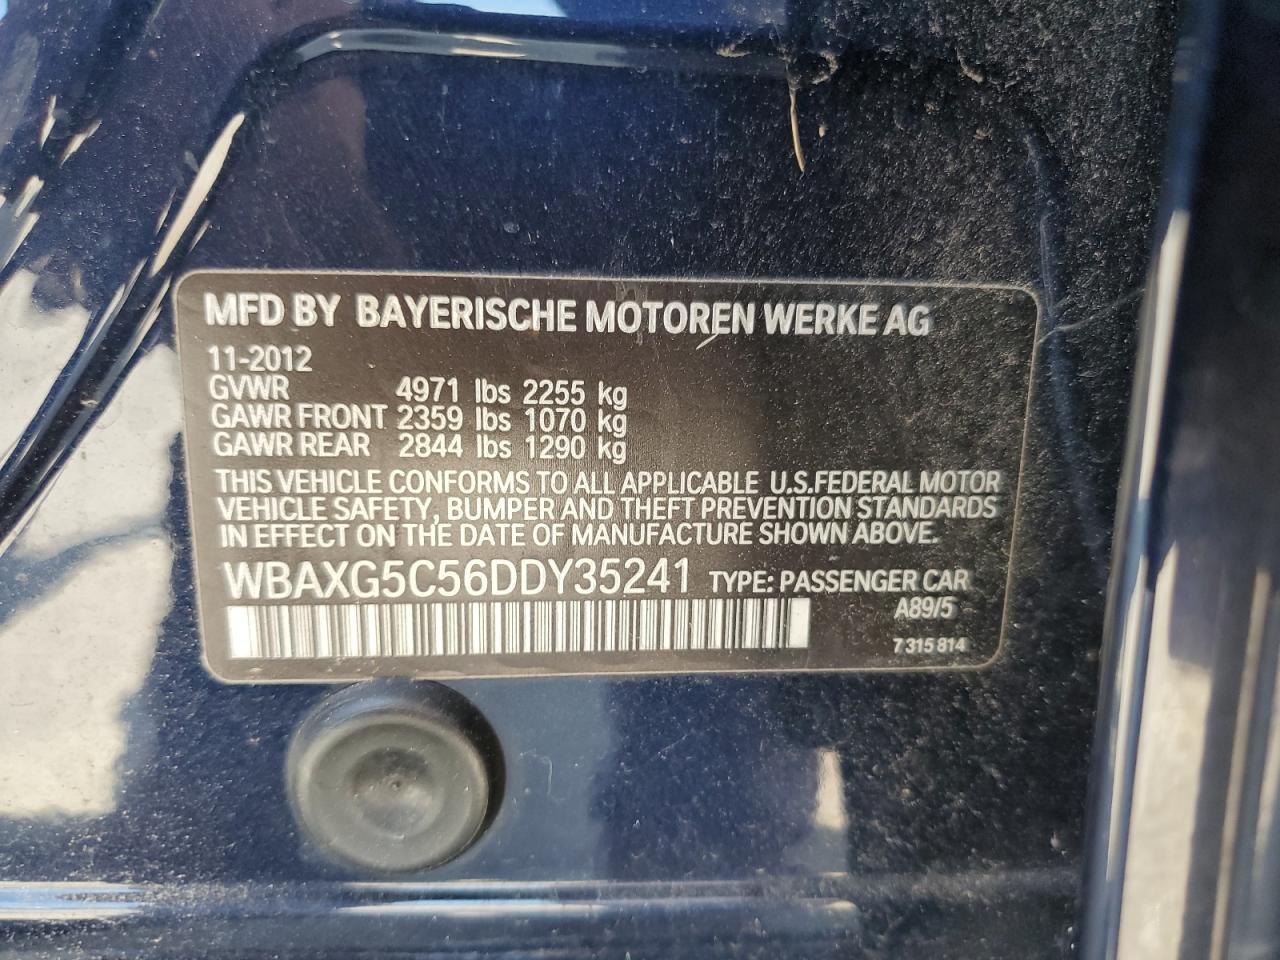 MFD BY BAYERISCHE MOTOREN WERKE AG
11-2012
GVWR 4971 lbs 2255 kg
GAWR FRONT 2359 lbs 1070 kg
GAWR REAR 2844 lbs 1290 kg
THIS VEHICLE CONFORMS TO ALL APPLICABLE U.S.FEDERAL MOTOR
VEHICLE SAFETY, BUMPER AND THEFT PREVENTION STANDARDS
IN EFFECT ON THE DATE OF MANUFACTURE SHOWN ABOVE.
WBAXG5C56DDY35241 TYPE: PASSENGER CAR
A89/5
7 315 814